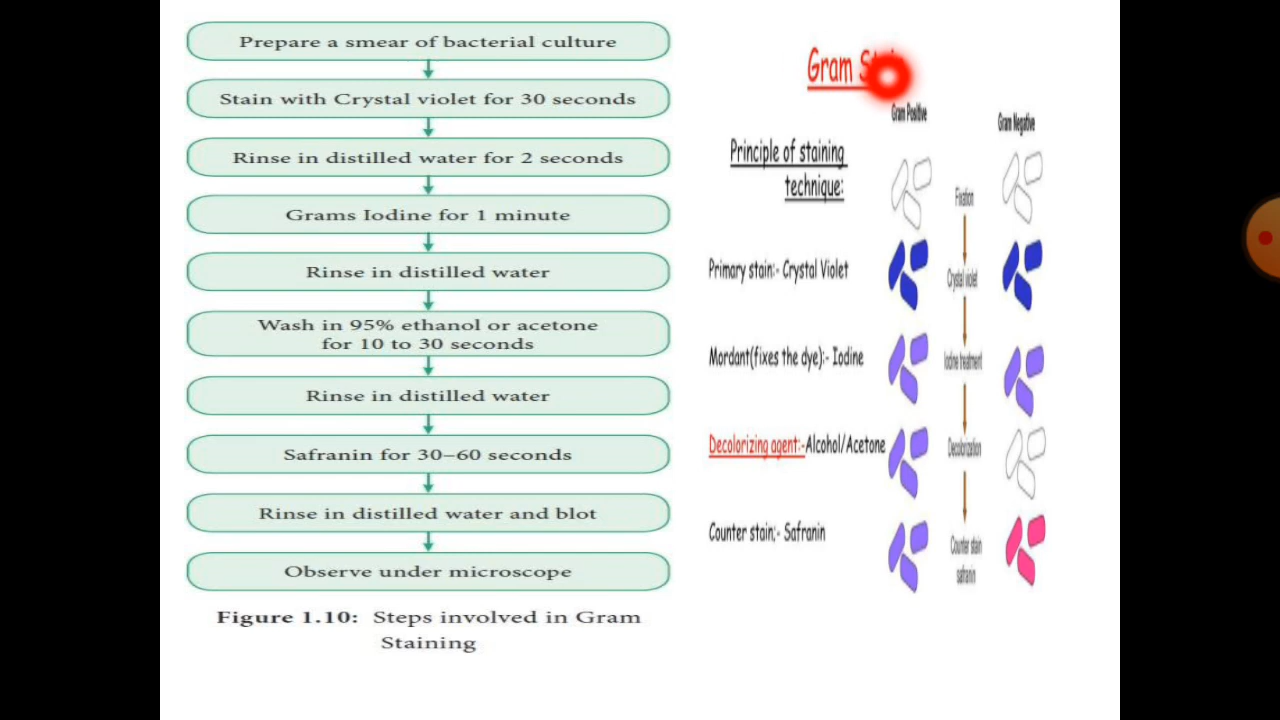 Prepare a smear of bacterial culture
Stain with Crystal violet for 30 seconds
Rinse in distilled water for 2 seconds
Grams Iodine for 1 minute
Rinse in distilled water
Wash in 95% ethanol or acetone
for 10 to 30 seconds
Rinse in distilled water
Safranin for 30–60 seconds
Rinse in distilled water and blot
Observe under microscope
Figure 1.10: Steps involved in Gram
Staining
Gram
Gram Positive
Gram Negative
Principle of staining
technique:
Fixation
Primary stain:- Crystal Violet
Crystal violet
Mordant(fixes the dye):- Iodine
Iodine treatment
Decolorizing agent:-Alcohol/Acetone
Decolorization
Counter stain:- Safranin
Counter stain
safranin